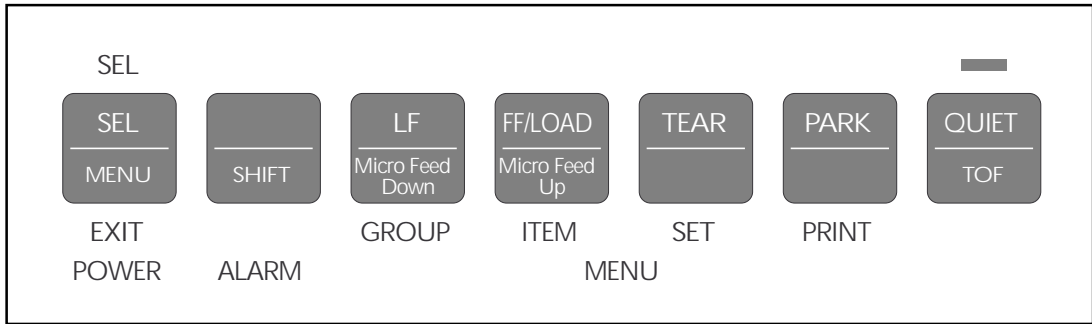 SEL
SEL LF FF/LOAD TEAR PARK QUIET
MENU SHIFT Micro Feed Down Micro Feed Up TOF
EXIT GROUP ITEM SET PRINT
POWER ALARM MENU